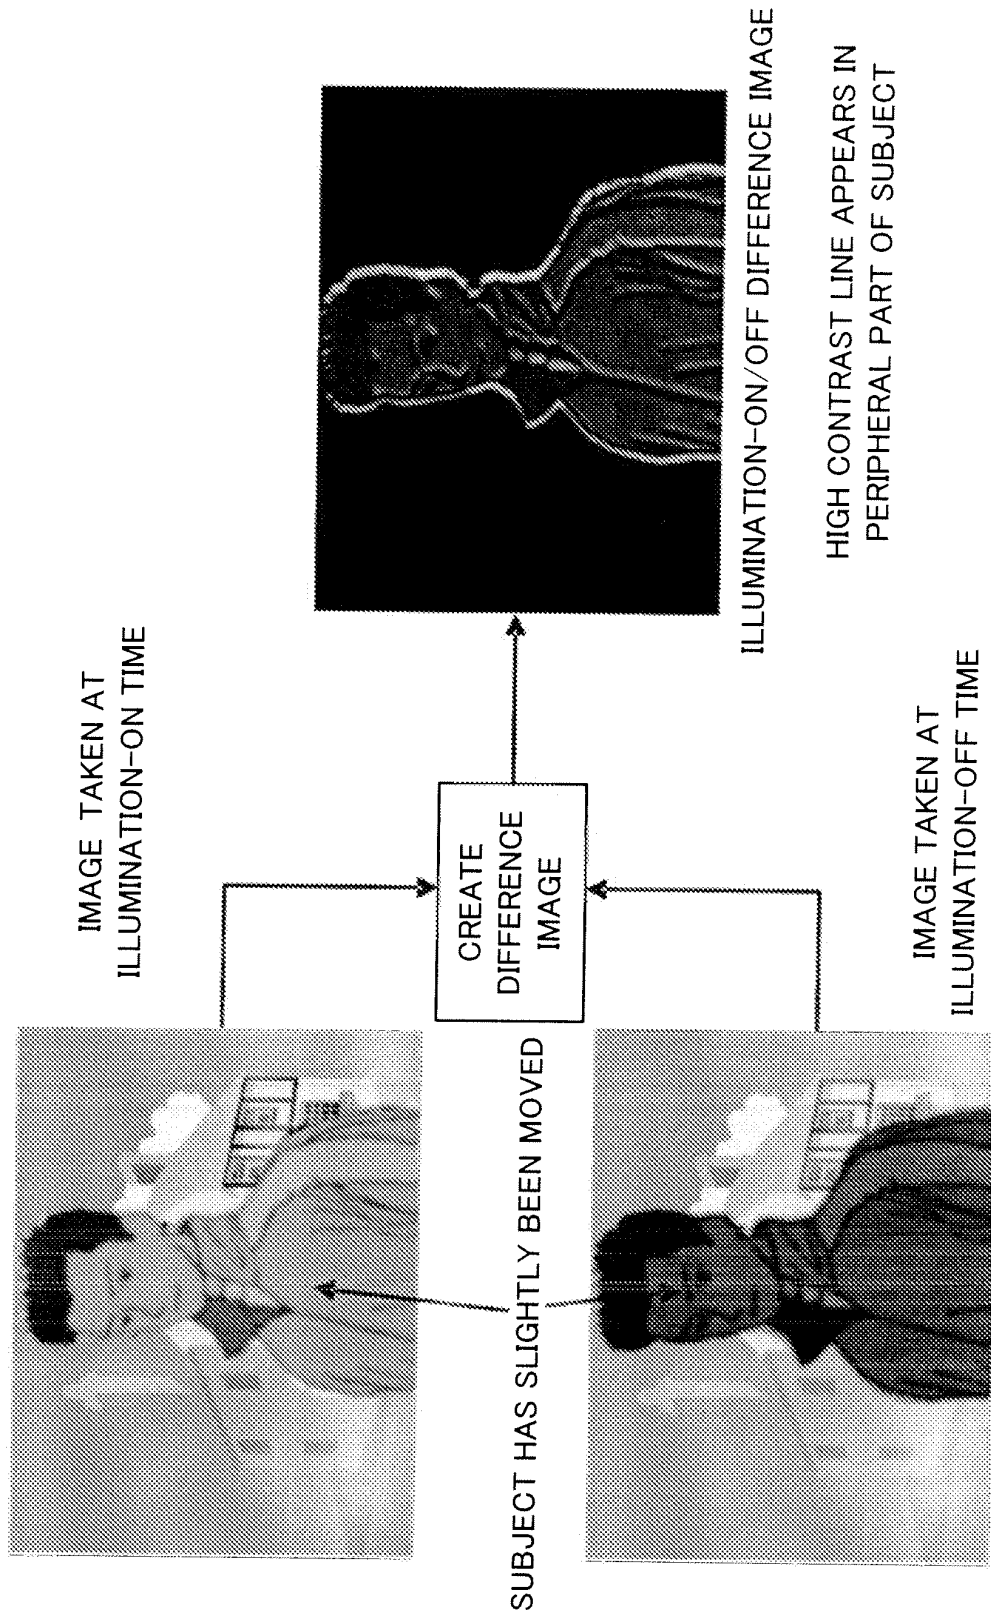 IMAGE TAKEN AT
ILLUMINATION-ON TIME
SUBJECT HAS SLIGHTLY BEEN MOVED
CREATE
DIFFERENCE
IMAGE
IMAGE TAKEN AT
ILLUMINATION-OFF TIME
ILLUMINATION-ON/OFF DIFFERENCE IMAGE
HIGH CONTRAST LINE APPEARS IN
PERIPHERAL PART OF SUBJECT